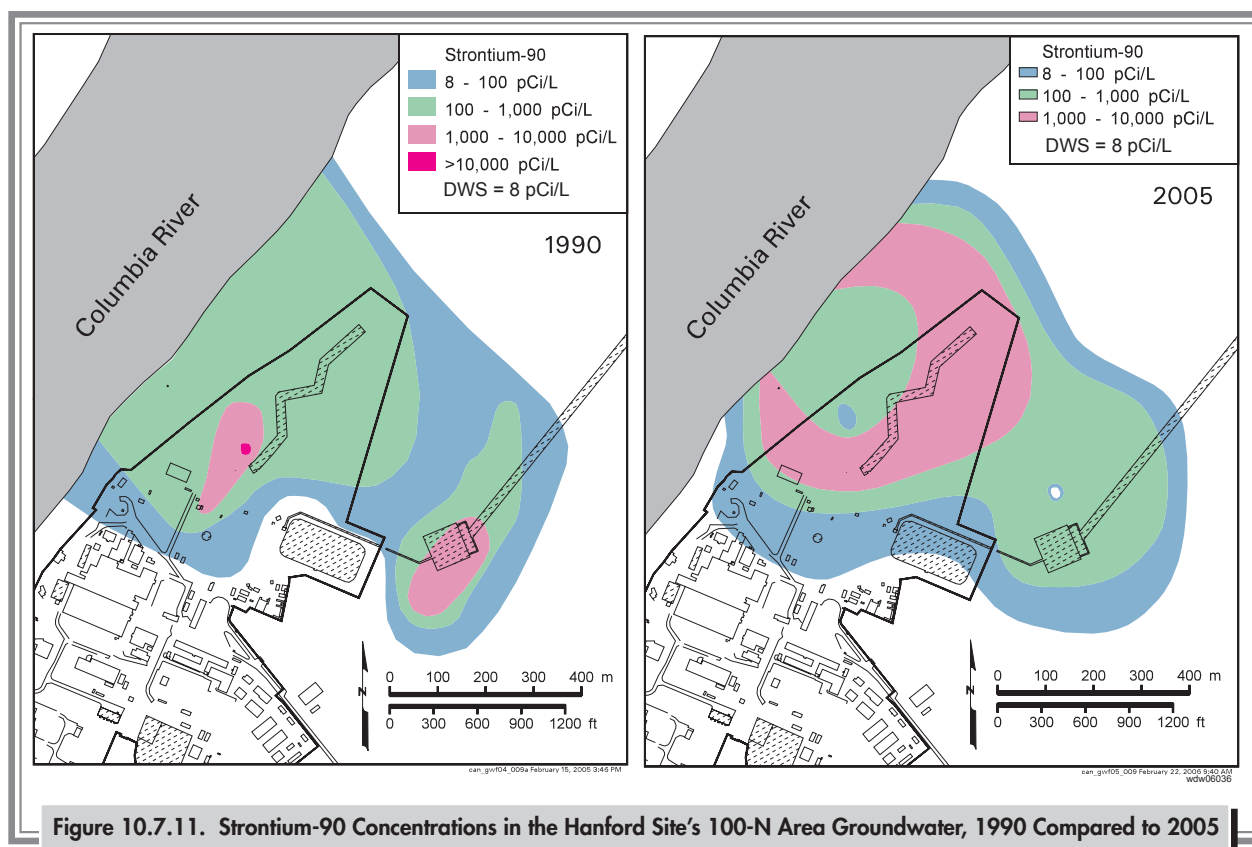 Strontium-90
8 - 100 pCi/L
100 - 1,000 pCi/L
1,000 - 10,000 pCi/L
>10,000 pCi/L
DWS = 8 pCi/L
1990
Columbia River
N
0 100 200 300 400 m
0 300 600 900 1200 ft
can_gwf04_009a February 15, 2005 3:46 PM
Strontium-90
8 - 100 pCi/L
100 - 1,000 pCi/L
1,000 - 10,000 pCi/L
DWS = 8 pCi/L
2005
Columbia River
N
0 100 200 300 400 m
0 300 600 900 1200 ft
can_gwf05_009 February 22, 2006 9:40 AM
wdw06036
Figure 10.7.11. Strontium-90 Concentrations in the Hanford Site's 100-N Area Groundwater, 1990 Compared to 2005